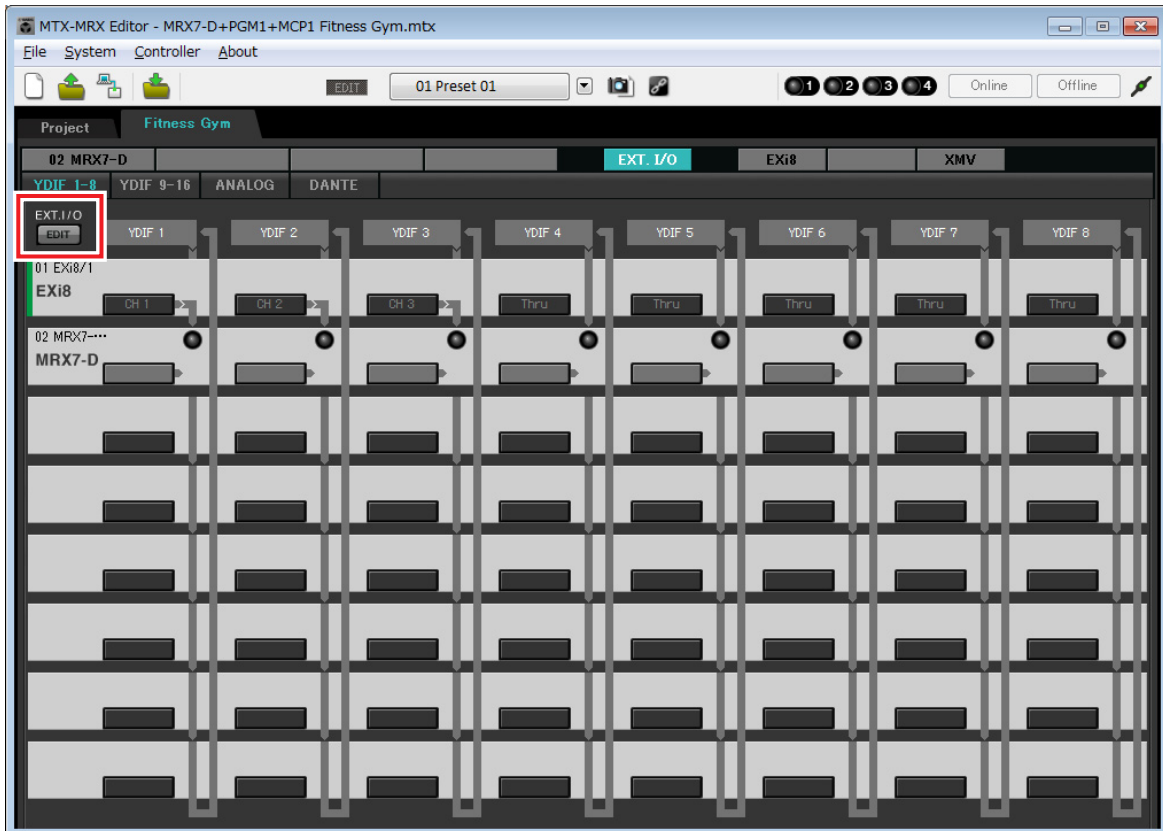 MTX-MRX Editor - MRX7-D+PGM1+MCP1 Fitness Gym.mtx
File System Controller About
EDIT 01 Preset 01 1 2 3 4 Online Offline
Project Fitness Gym
02 MRX7-D EXT. I/O EXi8 XMV
YDIF 1-8 YDIF 9-16 ANALOG DANTE
EXT.I/O
EDIT YDIF 1 YDIF 2 YDIF 3 YDIF 4 YDIF 5 YDIF 6 YDIF 7 YDIF 8
01 EXi8/1
EXi8
CH 1 CH 2 CH 3 Thru Thru Thru Thru Thru
02 MRX7-···
MRX7-D